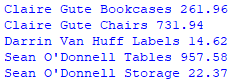 Claire Gute Bookcases 261.96
Claire Gute Chairs 731.94
Darrin Van Huff Labels 14.62
Sean O'Donnell Tables 957.58
Sean O'Donnell Storage 22.37